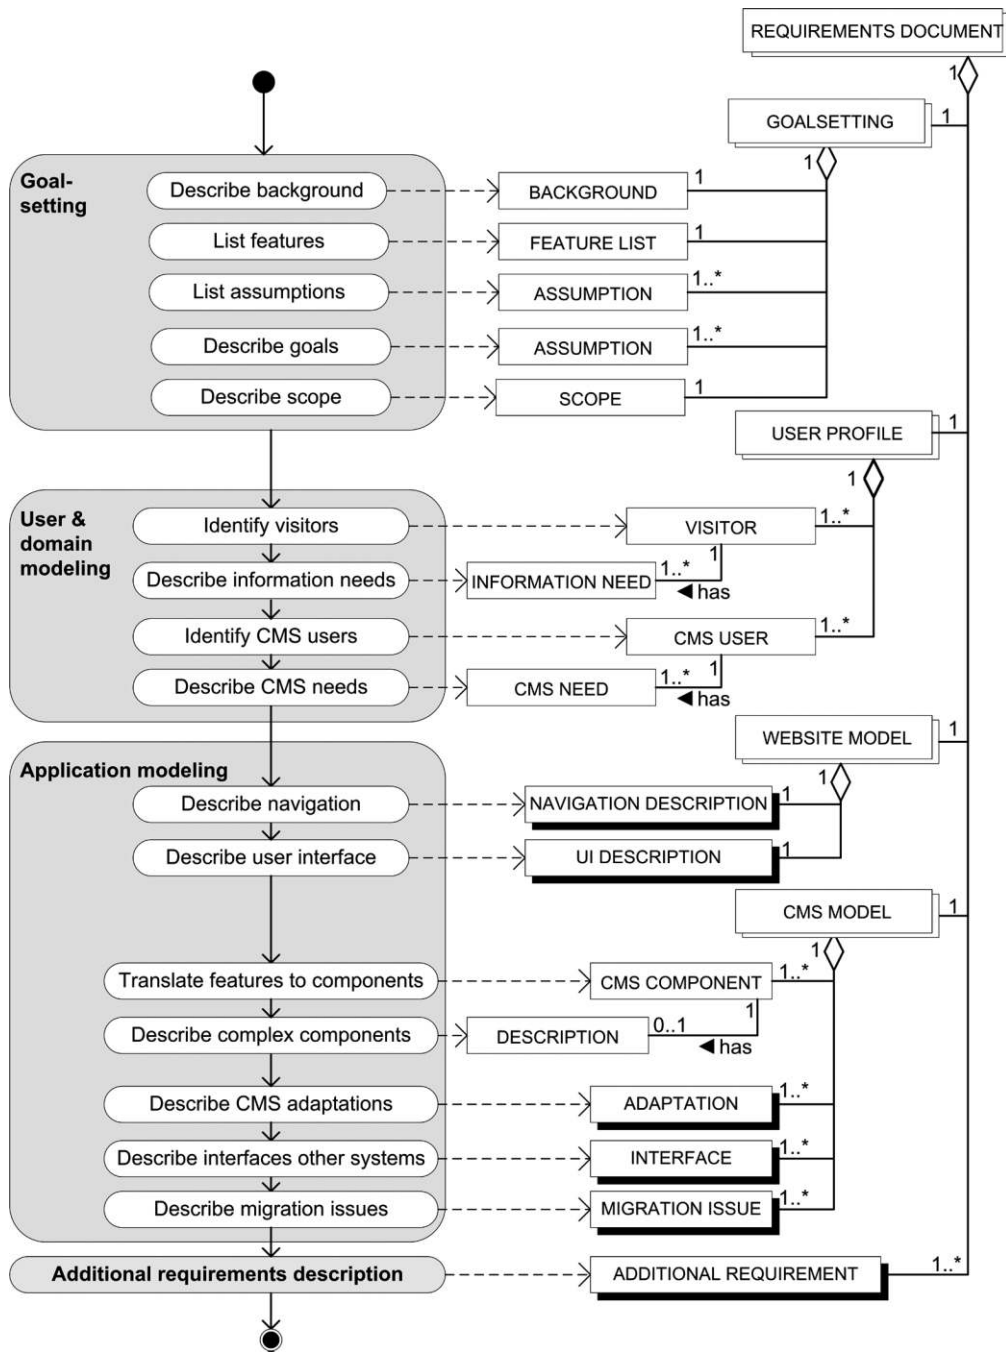 REQUIREMENTS DOCUMENT
1
1
GOALSETTING
1
1
Goal-
setting
Describe background
BACKGROUND
1
List features
FEATURE LIST
1
List assumptions
ASSUMPTION
1..*
Describe goals
ASSUMPTION
1..*
Describe scope
SCOPE
1
USER PROFILE
1
1
User &
domain
modeling
Identify visitors
VISITOR
1..*
1
Describe information needs
INFORMATION NEED
1..*
◀ has
Identify CMS users
CMS USER
1..*
1
Describe CMS needs
CMS NEED
1..*
◀ has
WEBSITE MODEL
1
1
Application modeling
Describe navigation
NAVIGATION DESCRIPTION
1
Describe user interface
UI DESCRIPTION
1
CMS MODEL
1
1
Translate features to components
CMS COMPONENT
1..*
1
Describe complex components
DESCRIPTION
0..1
◀ has
Describe CMS adaptations
ADAPTATION
1..*
Describe interfaces other systems
INTERFACE
1..*
Describe migration issues
MIGRATION ISSUE
1..*
Additional requirements description
ADDITIONAL REQUIREMENT
1..*